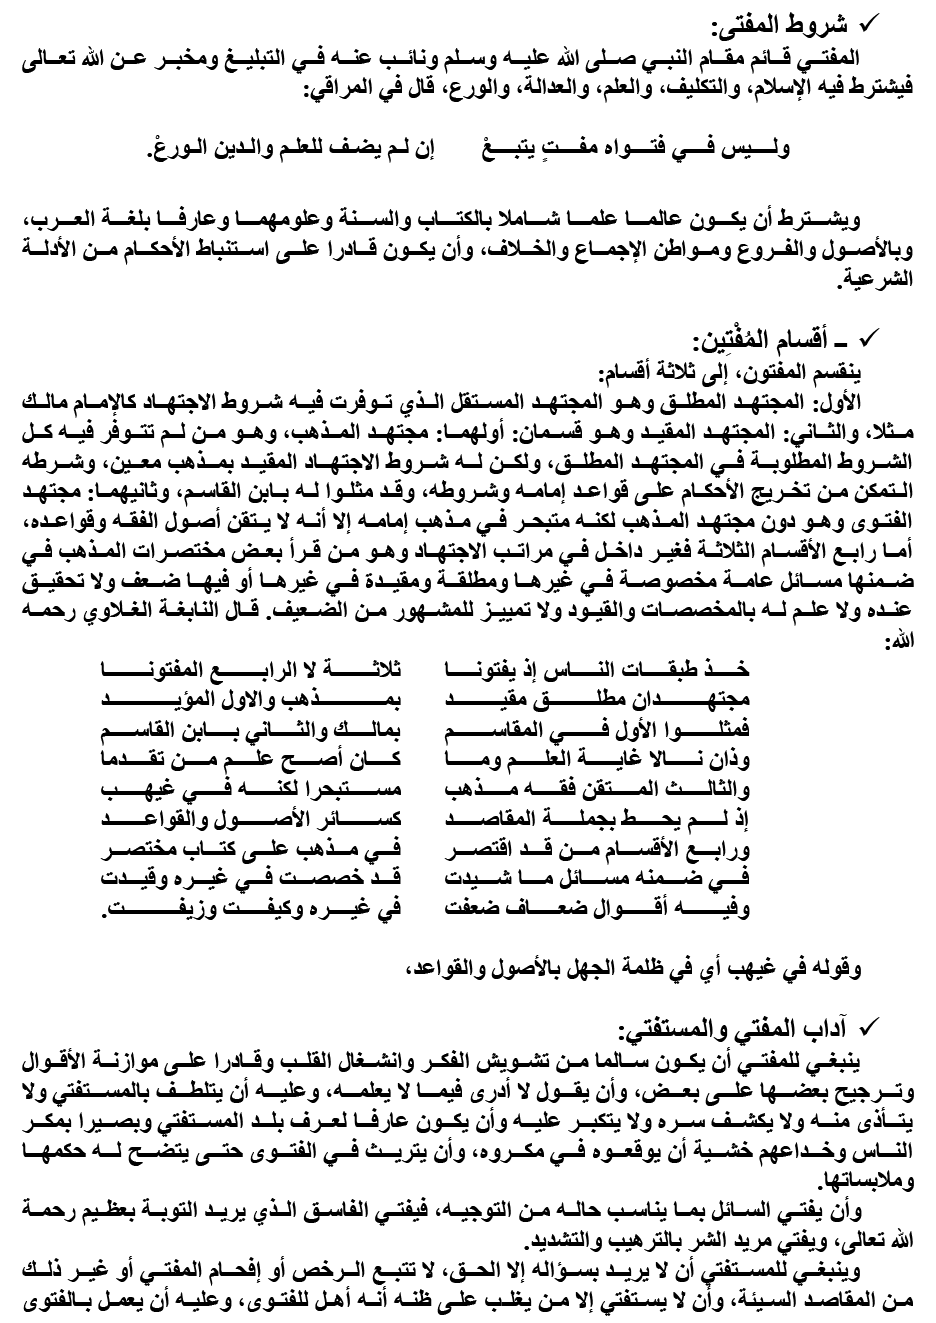 ✓ شروط المفتى:
المفتي قائم مقام النبي صلى الله عليه وسلم ونائب عنه في التبليغ ومخبر عن الله تعالى
فيشترط فيه الإسلام، والتكليف، والعلم، والعدالة، والورع، قال في المراقي:
وليس في فتواه مفتٍ يتبعْ إن لم يضف للعلم والدين الورعْ.
ويشترط أن يكون عالما علما شاملا بالكتاب والسنة وعلومهما وعارفا بلغة العرب،
وبالأصول والفروع ومواطن الإجماع والخلاف، وأن يكون قادرا على استنباط الأحكام من الأدلة
الشرعية.
✓ – أقسام المُفْتِين:
ينقسم المفتون، إلى ثلاثة أقسام:
الأول: المجتهد المطلق وهو المجتهد المستقل الذي توفرت فيه شروط الاجتهاد كالإمام مالك
مثلا، والثاني: المجتهد المقيد وهو قسمان: أولهما: مجتهد المذهب، وهو من لم تتوفر فيه كل
الشروط المطلوبة في المجتهد المطلق، ولكن له شروط الاجتهاد المقيد بمذهب معين، وشرطه
التمكن من تخريج الأحكام على قواعد إمامه وشروطه، وقد مثلوا له بابن القاسم، وثانيهما: مجتهد
الفتوى وهو دون مجتهد المذهب لكنه متبحر في مذهب إمامه إلا أنه لا يتقن أصول الفقه وقواعده،
أما رابع الأقسام الثلاثة فغير داخل في مراتب الاجتهاد وهو من قرأ بعض مختصرات المذهب في
ضمنها مسائل عامة مخصوصة في غيرها ومطلقة ومقيدة في غيرها أو فيها ضعف ولا تحقيق
عنده ولا علم له بالمخصصات والقيود ولا تمييز للمشهور من الضعيف. قال النابغة الغلاوي رحمه
الله:
خذ طبقات الناس إذ يفتونا ثلاثة لا الرابع المفتونا
مجتهدان مطلق مقيد بمذهب والاول المؤيد
فمثلوا الأول في المقاسم بمالك والثاني بابن القاسم
وذان نالا غاية العلم وما كان أصح علم من تقدما
والثالث المتقن فقه مذهب مستبحرا لكنه في غيهب
إذ لم يحط بجملة المقاصد كسائر الأصول والقواعد
ورابع الأقسام من قد اقتصر في مذهب على كتاب مختصر
في ضمنه مسائل ما شيدت قد خصصت في غيره وقيدت
وفيه أقوال ضعاف ضعفت في غيره وكيفت وزيفت.
وقوله في غيهب أي في ظلمة الجهل بالأصول والقواعد،
✓ آداب المفتي والمستفتي:
ينبغي للمفتي أن يكون سالما من تشويش الفكر وانشغال القلب وقادرا على موازنة الأقوال
وترجيح بعضها على بعض، وأن يقول لا أدرى فيما لا يعلمه، وعليه أن يتلطف بالمستفتي ولا
يتأذى منه ولا يكشف سره ولا يتكبر عليه وأن يكون عارفا لعرف بلد المستفتي وبصيرا بمكر
الناس وخداعهم خشية أن يوقعوه في مكروه، وأن يتريث في الفتوى حتى يتضح له حكمها
وملابساتها.
وأن يفتي السائل بما يناسب حاله من التوجيه، فيفتي الفاسق الذي يريد التوبة بعظيم رحمة
الله تعالى، ويفتي مريد الشر بالترهيب والتشديد.
وينبغي للمستفتي أن لا يريد بسؤاله إلا الحق، لا تتبع الرخص أو إفحام المفتي أو غير ذلك
من المقاصد السيئة، وأن لا يستفتي إلا من يغلب على ظنه أنه أهل للفتوى، وعليه أن يعمل بالفتوى